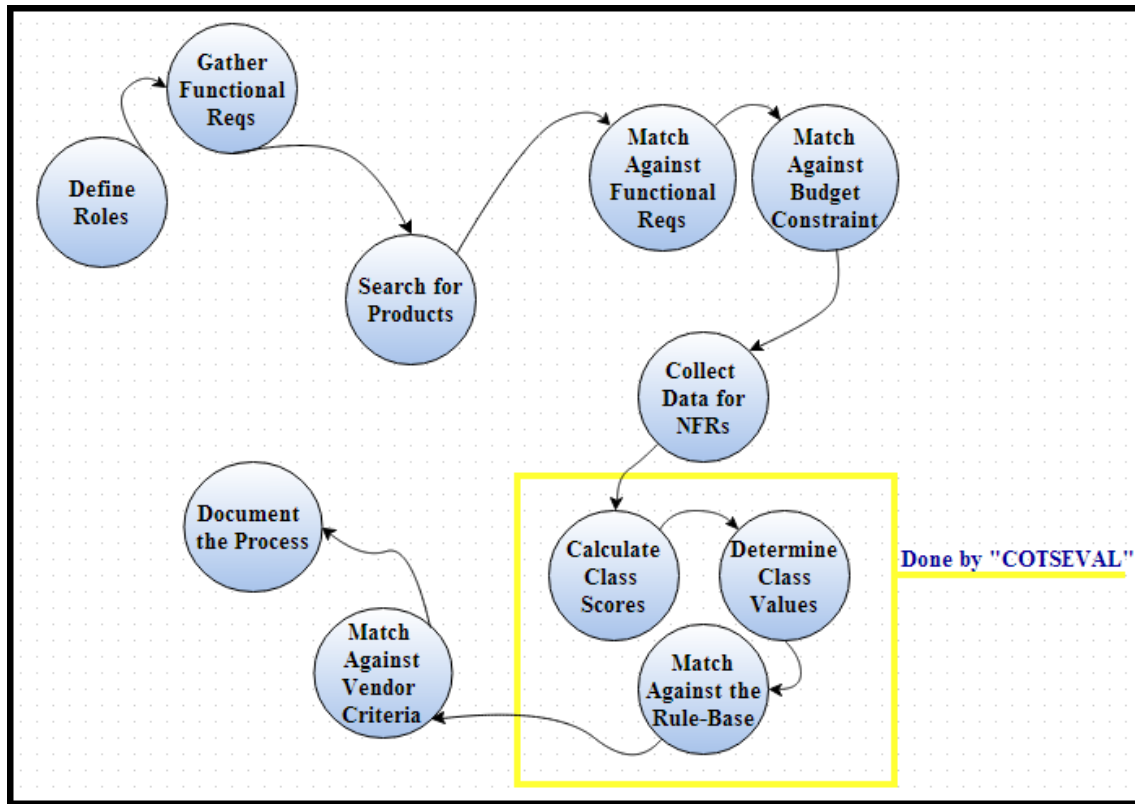 Gather
Functional
Reqs
Define
Roles
Search for
Products
Match
Against
Functional
Reqs
Match
Against
Budget
Constraint
Collect
Data for
NFRs
Calculate
Class
Scores
Determine
Class
Values
Done by "COTSEVAL"
Match
Against the
Rule-Base
Match
Against
Vendor
Criteria
Document
the Process